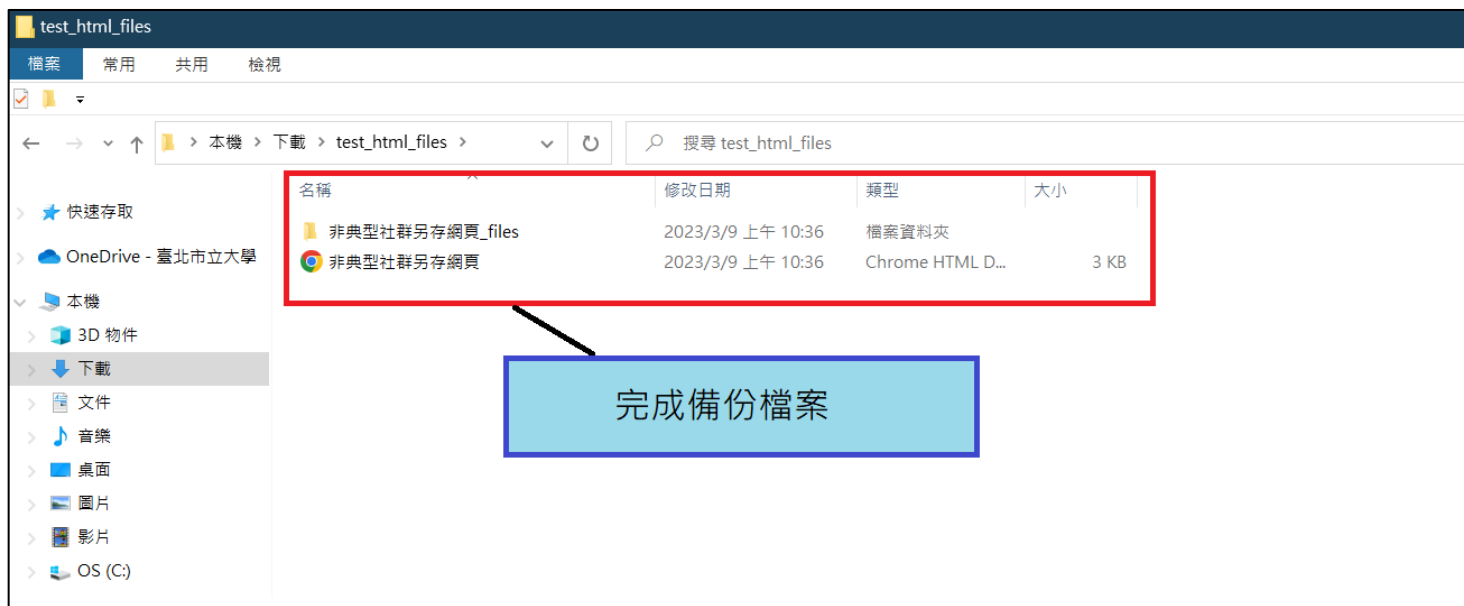 test_html_files
檔案 常用 共用 檢視
本機 下載 test_html_files
搜尋 test_html_files
名稱 修改日期 類型 大小
非典型社群另存網頁_files 2023/3/9 上午 10:36 檔案資料夾
非典型社群另存網頁 2023/3/9 上午 10:36 Chrome HTML D... 3 KB
快速存取
OneDrive - 臺北市立大學
本機
3D 物件
下載
文件
音樂
桌面
圖片
影片
OS (C:)
完成備份檔案